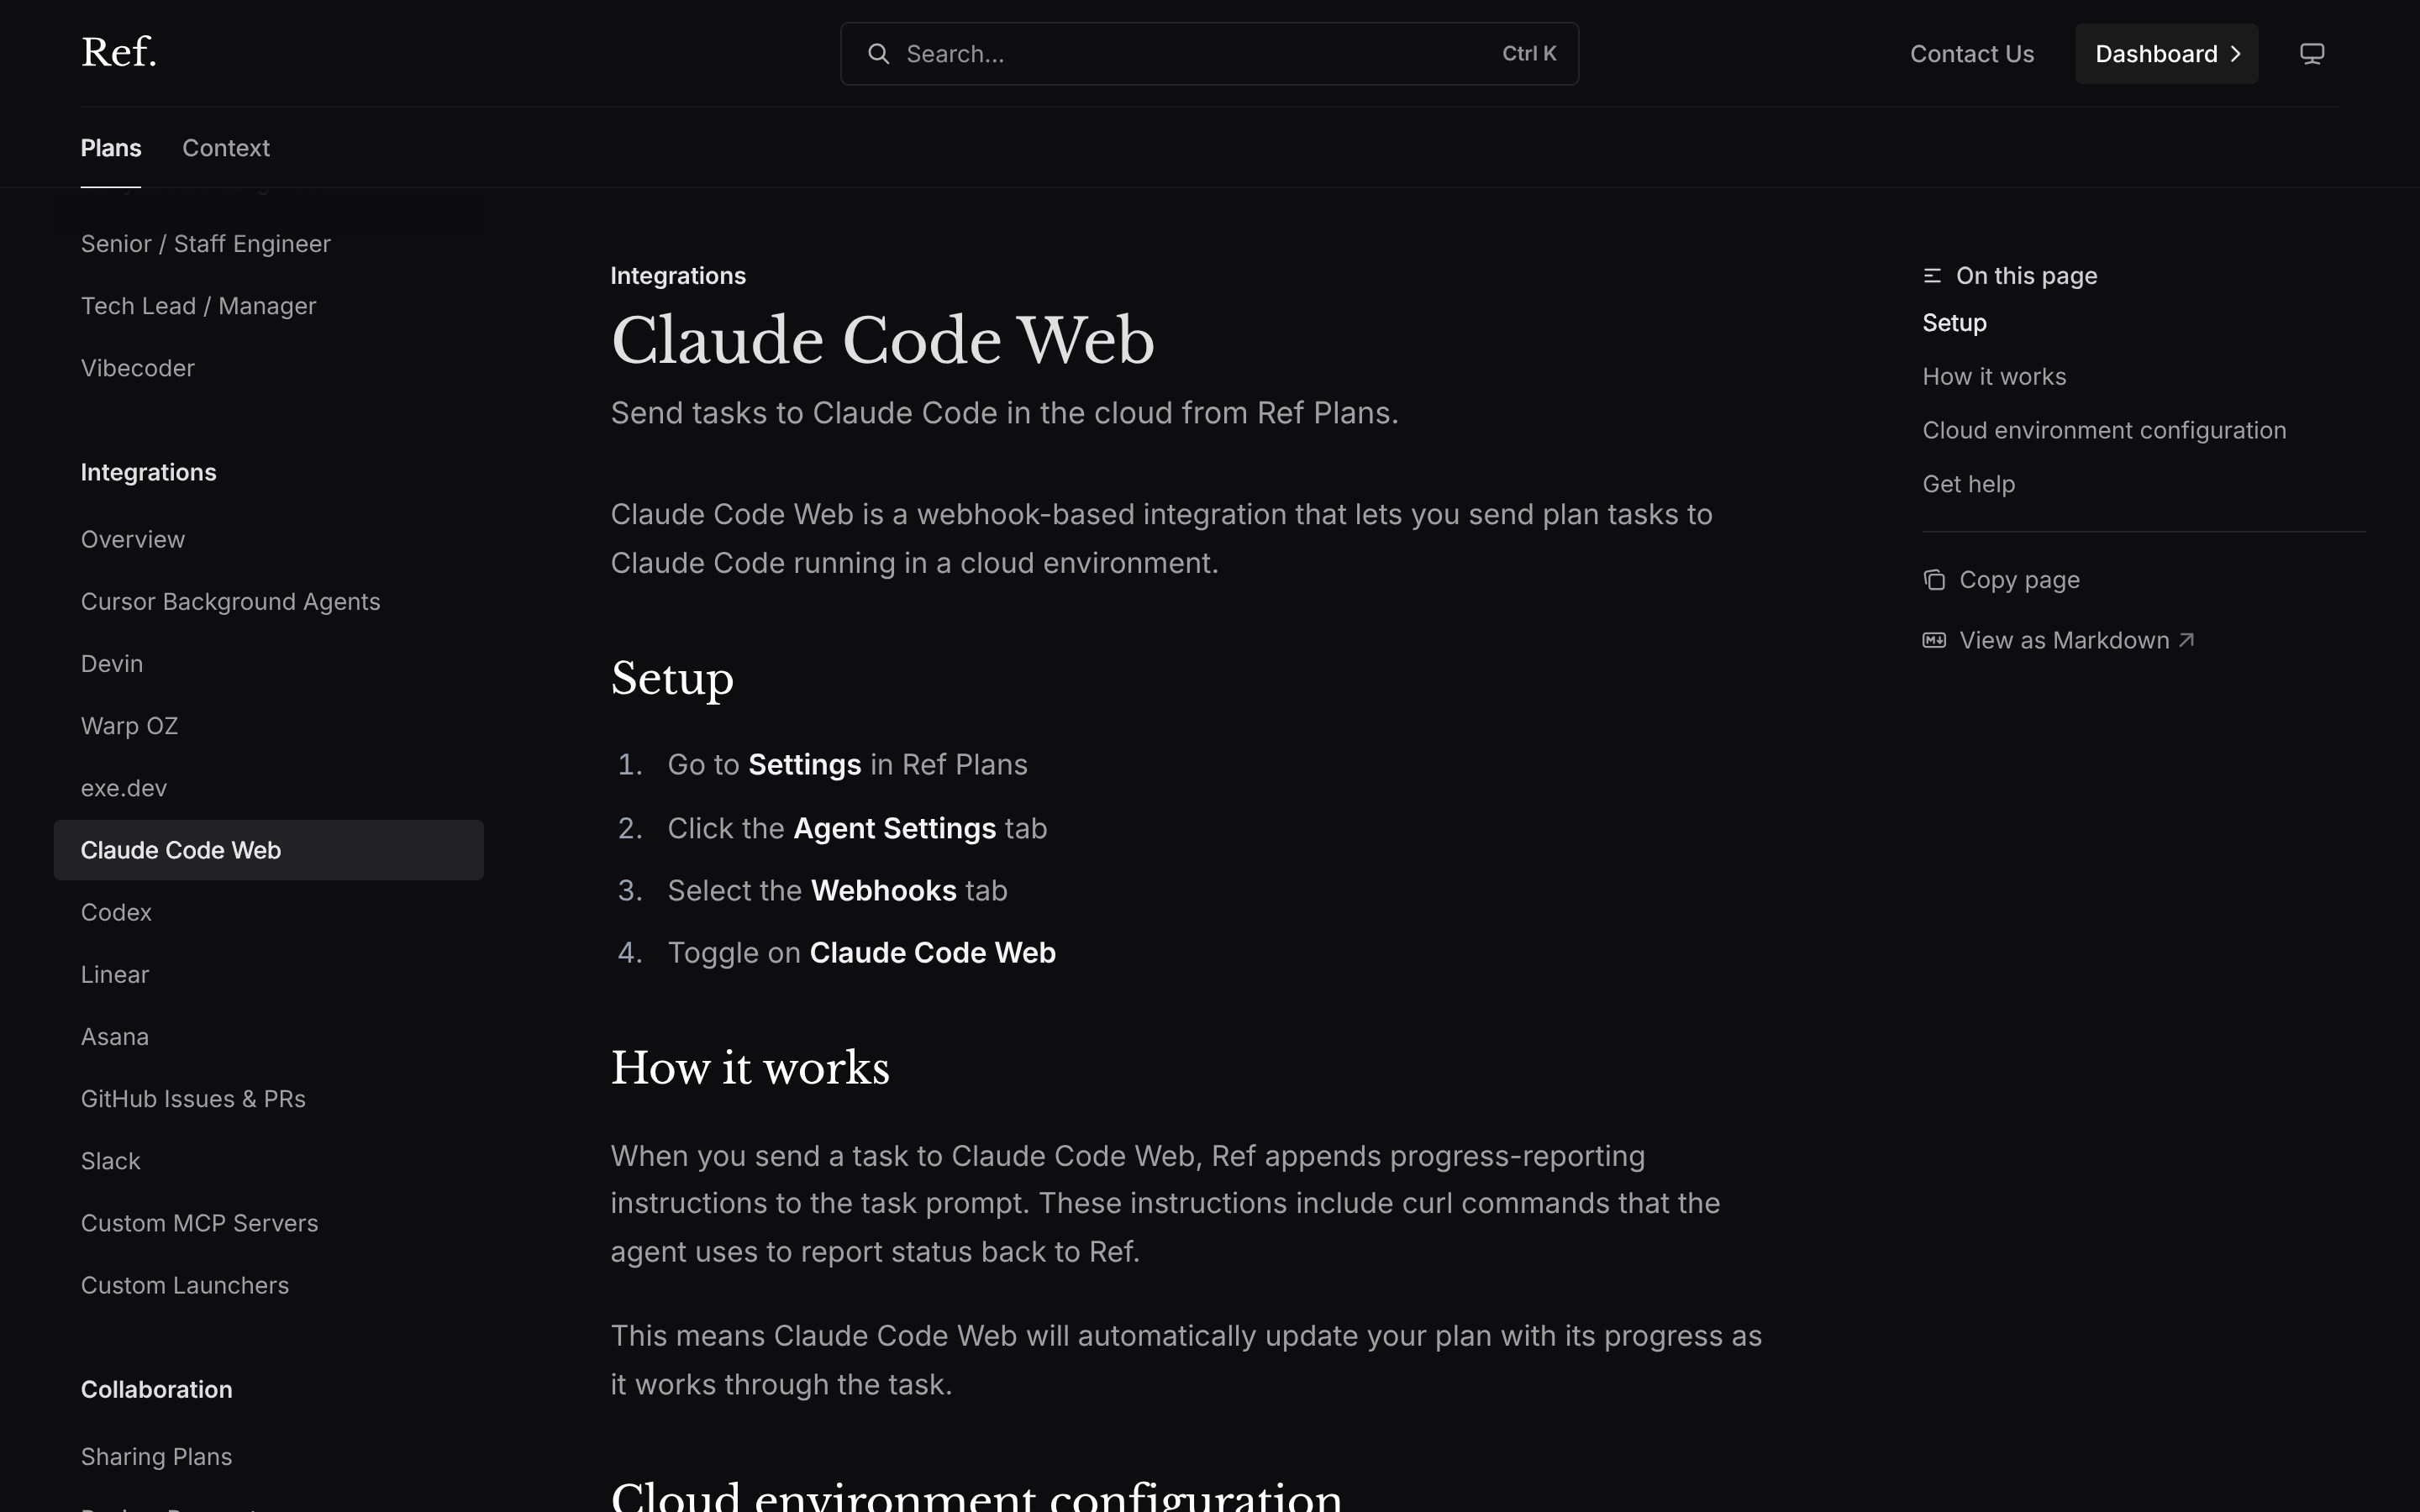 Ref.
Search...
Ctrl K
Contact Us
Dashboard
Plans
Context
Senior / Staff Engineer
Tech Lead / Manager
Vibecoder
Integrations
Overview
Cursor Background Agents
Devin
Warp OZ
exe.dev
Claude Code Web
Codex
Linear
Asana
GitHub Issues & PRs
Slack
Custom MCP Servers
Custom Launchers
Collaboration
Sharing Plans
Integrations
Claude Code Web
Send tasks to Claude Code in the cloud from Ref Plans.
Claude Code Web is a webhook-based integration that lets you send plan tasks to
Claude Code running in a cloud environment.
Setup
1. Go to Settings in Ref Plans
2. Click the Agent Settings tab
3. Select the Webhooks tab
4. Toggle on Claude Code Web
How it works
When you send a task to Claude Code Web, Ref appends progress-reporting
instructions to the task prompt. These instructions include curl commands that the
agent uses to report status back to Ref.
This means Claude Code Web will automatically update your plan with its progress as
it works through the task.
Cloud environment configuration
On this page
Setup
How it works
Cloud environment configuration
Get help
Copy page
View as Markdown